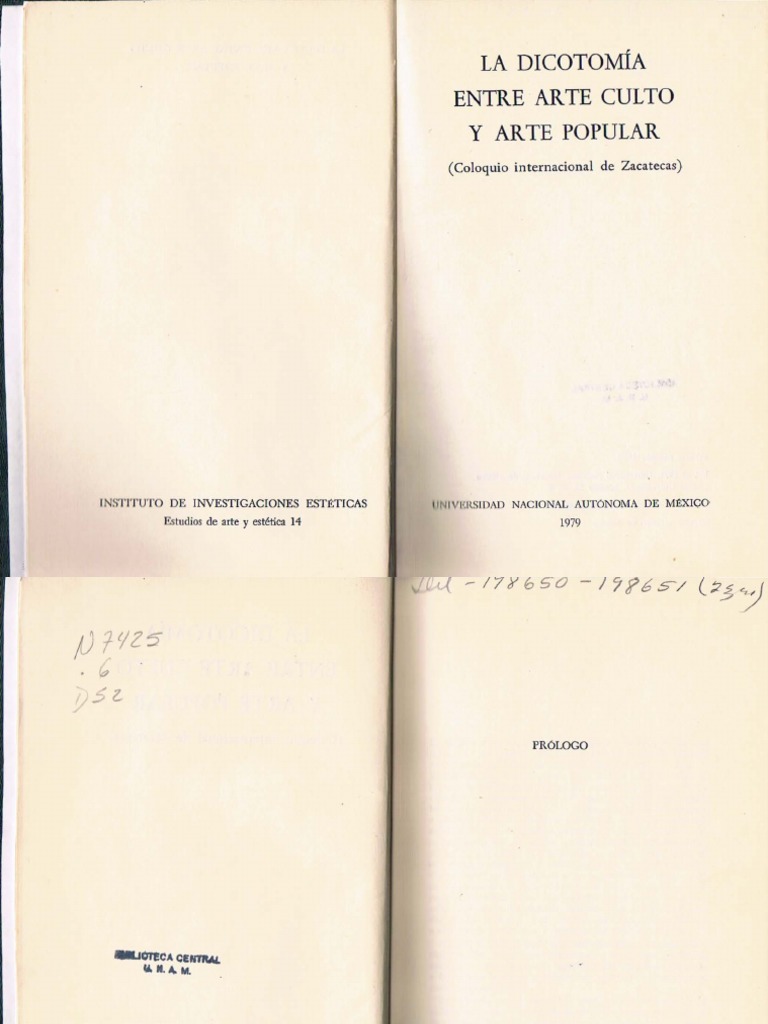 LA DICOTOMÍA
ENTRE ARTE CULTO
Y ARTE POPULAR
(Coloquio internacional de Zacatecas)
INSTITUTO DE INVESTIGACIONES ESTÉTICAS
Estudios de arte y estética 14
UNIVERSIDAD NACIONAL AUTÓNOMA DE MÉXICO
1979
N7425
.6
D52
BIBLIOTECA CENTRAL
U. N. A. M.
-178650-198651
PRÓLOGO